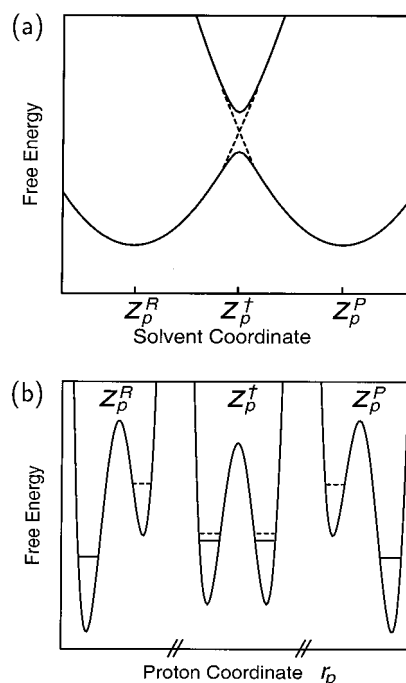 (a)
Free Energy
Z_p^R Z_p^† Z_p^P
Solvent Coordinate
(b)
Z_p^R Z_p^† Z_p^P
Free Energy
Proton Coordinate r_p